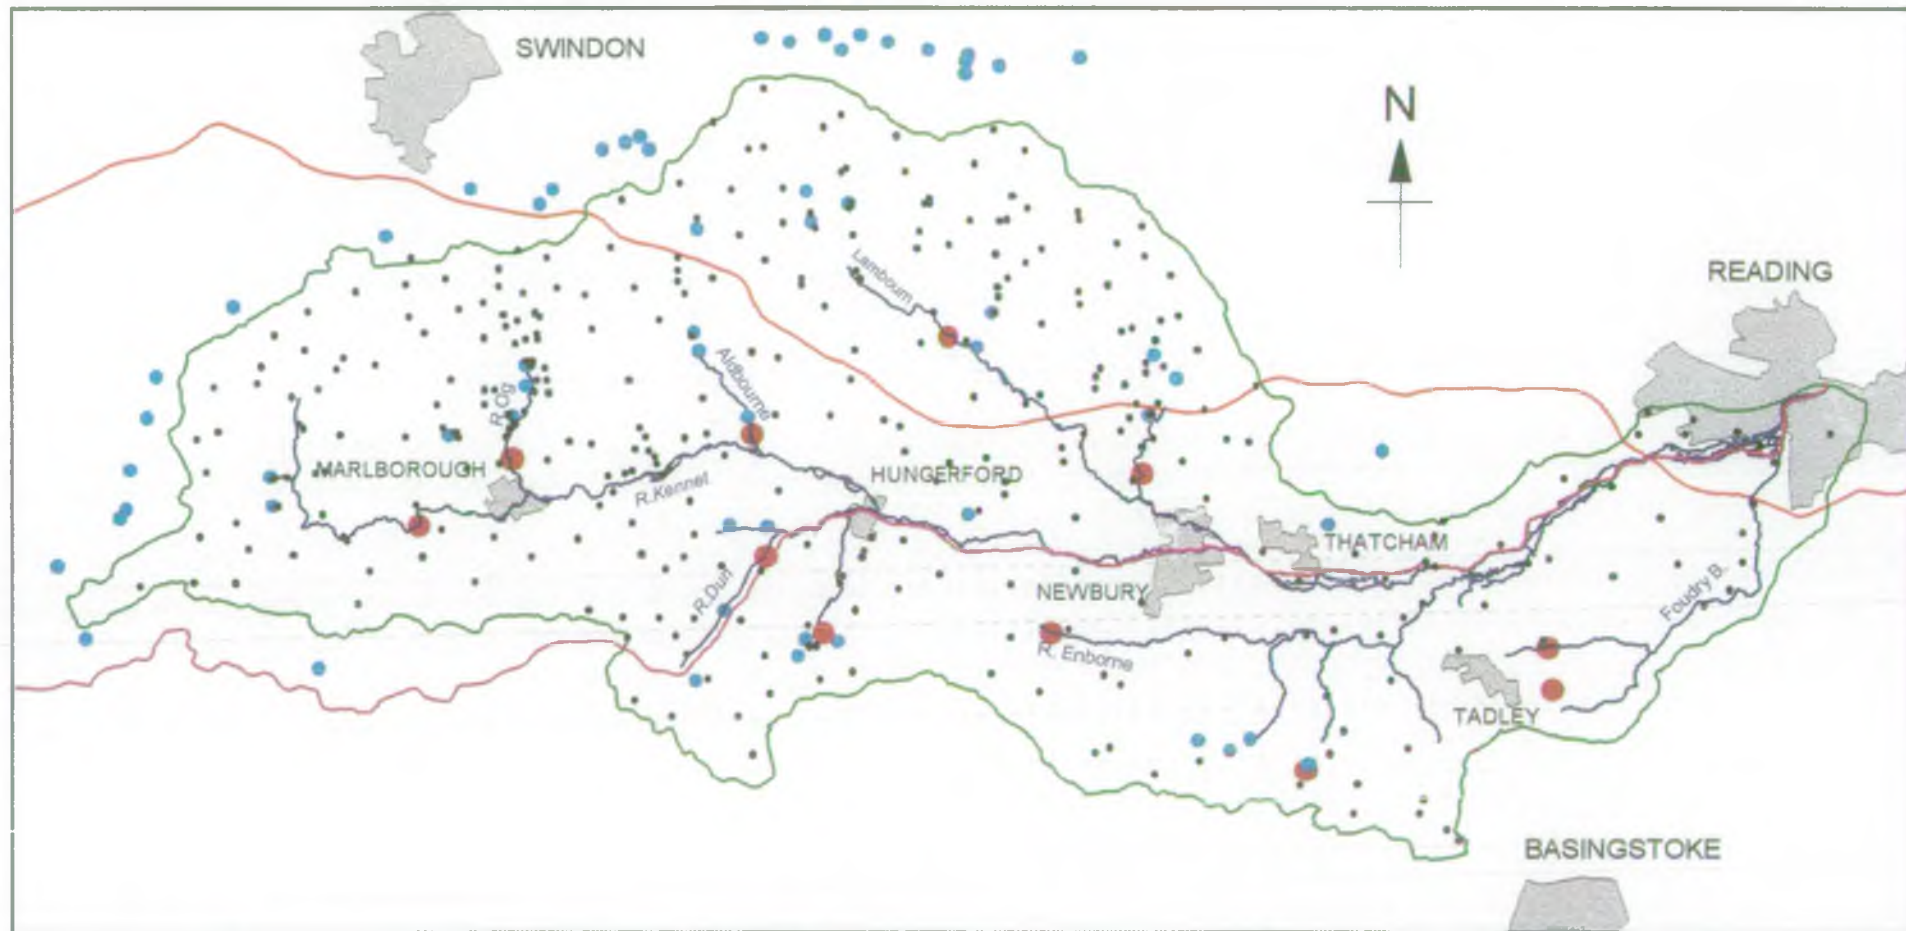 SWINDON
N
READING
Lambourn
Aldbourne
R.Og
MARLBOROUGH
R.Kennet
HUNGERFORD
THATCHAM
R.Dun
NEWBURY
Foudry B.
R. Enborne
TADLEY
BASINGSTOKE